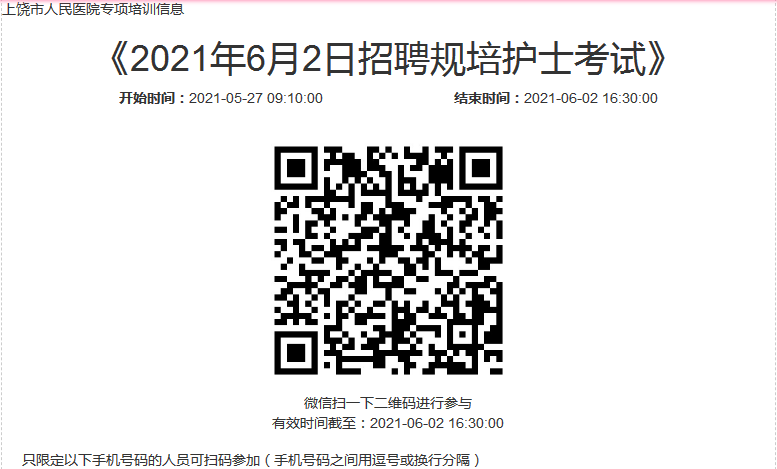 上饶市人民医院专项培训信息
《2021年6月2日招聘规培护士考试》
开始时间：2021-05-27 09:10:00 结束时间：2021-06-02 16:30:00
微信扫一下二维码进行参与
有效时间截至：2021-06-02 16:30:00
只限定以下手机号码的人员可扫码参加（手机号码之间用逗号或换行分隔）